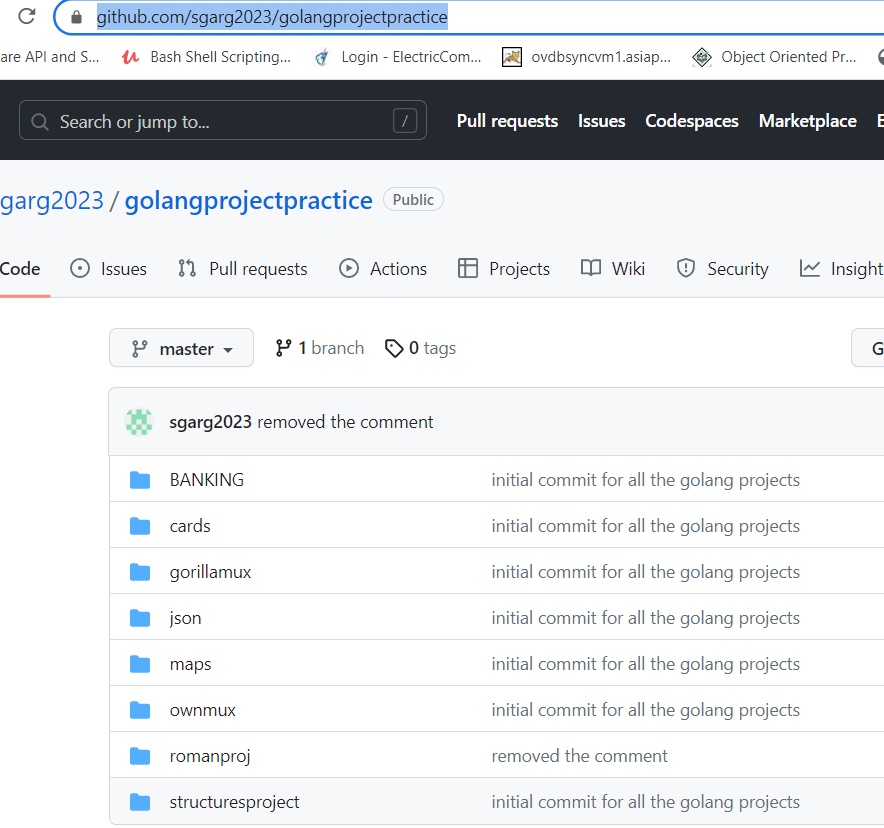 github.com/sgarg2023/golangprojectpractice
are API and S... Bash Shell Scripting... Login - ElectricCom... ovdbsyncvm1.asiap... Object Oriented Pr...
Search or jump to... / Pull requests Issues Codespaces Marketplace E
garg2023 / golangprojectpractice Public
Code Issues Pull requests Actions Projects Wiki Security Insight
master 1 branch 0 tags G
sgarg2023 removed the comment
BANKING initial commit for all the golang projects
cards initial commit for all the golang projects
gorillamux initial commit for all the golang projects
json initial commit for all the golang projects
maps initial commit for all the golang projects
ownmux initial commit for all the golang projects
romanproj removed the comment
structuresproject initial commit for all the golang projects